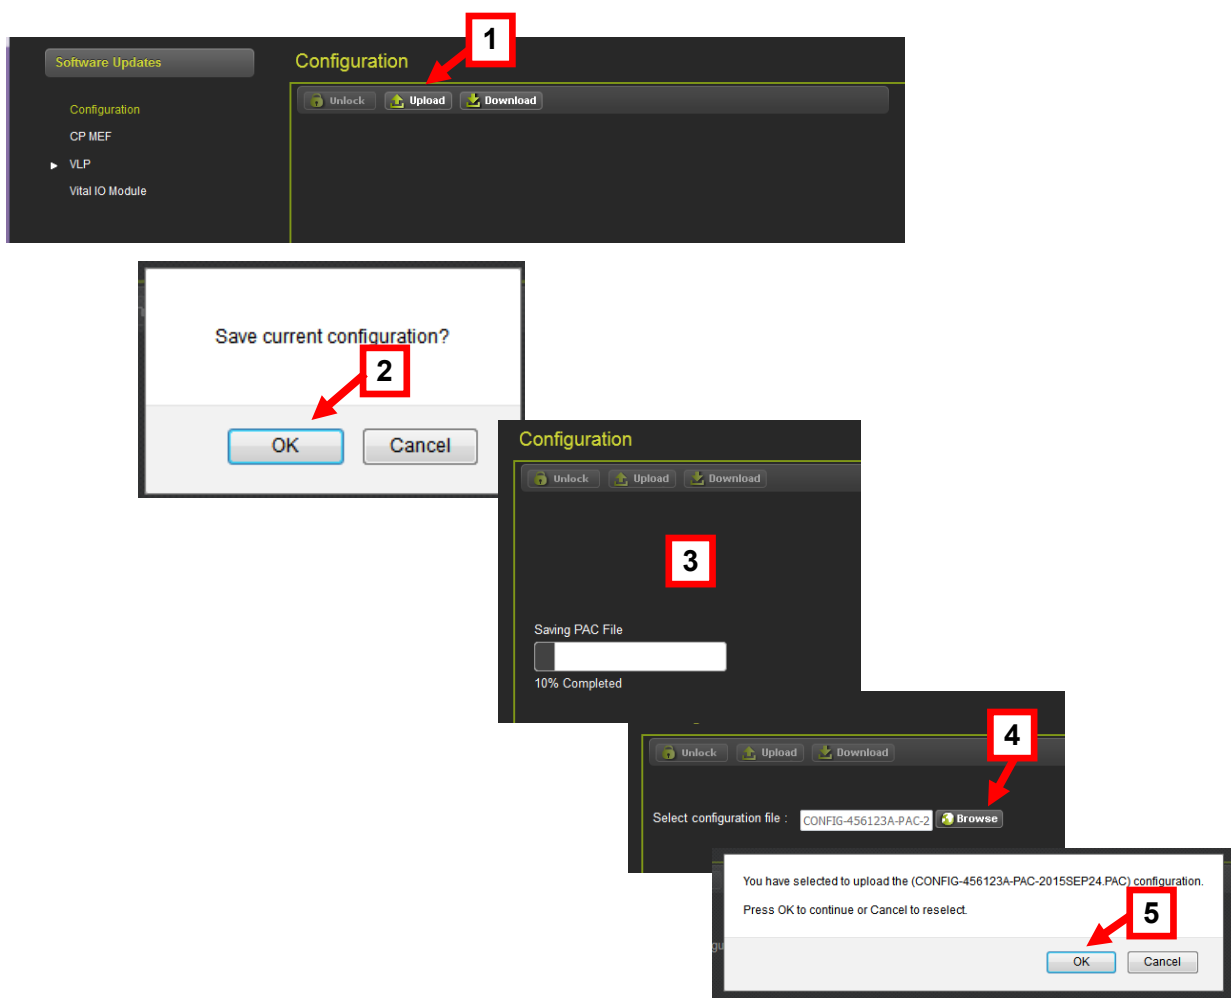 1
Software Updates
Configuration
Unlock Upload Download
Configuration
CP MEF
VLP
Vital IO Module
Save current configuration?
2
OK Cancel
Configuration
Unlock Upload Download
3
Saving PAC File
10% Completed
4
Unlock Upload Download
Select configuration file : CONFIG-456123A-PAC-2 Browse
You have selected to upload the (CONFIG-456123A-PAC-2015SEP24.PAC) configuration.
Press OK to continue or Cancel to reselect.
5
OK Cancel